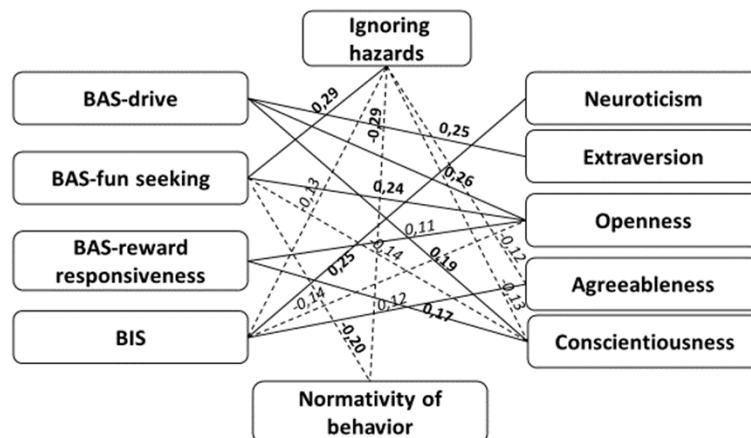 Ignoring
hazards
BAS-drive
Neuroticism
0,29
-0,29
0,25
Extraversion
BAS-fun seeking
0,26
-0,13
0,24
Openness
BAS-reward
responsiveness
0,11
-0,14
-0,12
0,25
0,19
Agreeableness
-0,14
0,12
-0,13
0,17
BIS
-0,20
Conscientiousness
Normativity of
behavior